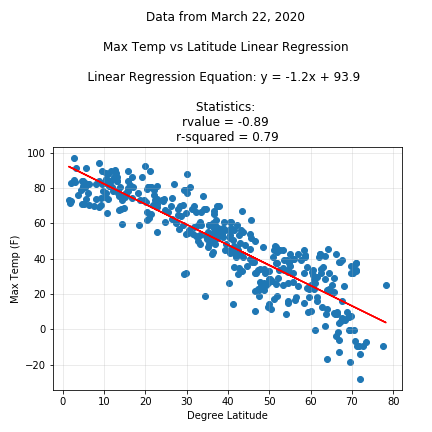 Data from March 22, 2020
Max Temp vs Latitude Linear Regression
Linear Regression Equation: y = -1.2x + 93.9
Statistics:
rvalue = -0.89
r-squared = 0.79
100
80
60
40
20
0
−20
Max Temp (F)
0 10 20 30 40 50 60 70 80
Degree Latitude